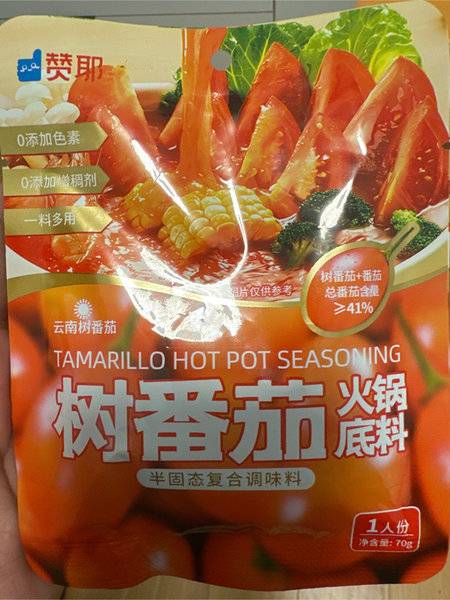 赞耶
0添加色素
0添加增稠剂
一料多用
图片仅供参考
树番茄+番茄
总番茄含量
≥41%
云南树番茄
TAMARILLO HOT POT SEASONING
树番茄
火锅
底料
半固态复合调味料
1人份
净含量: 70g